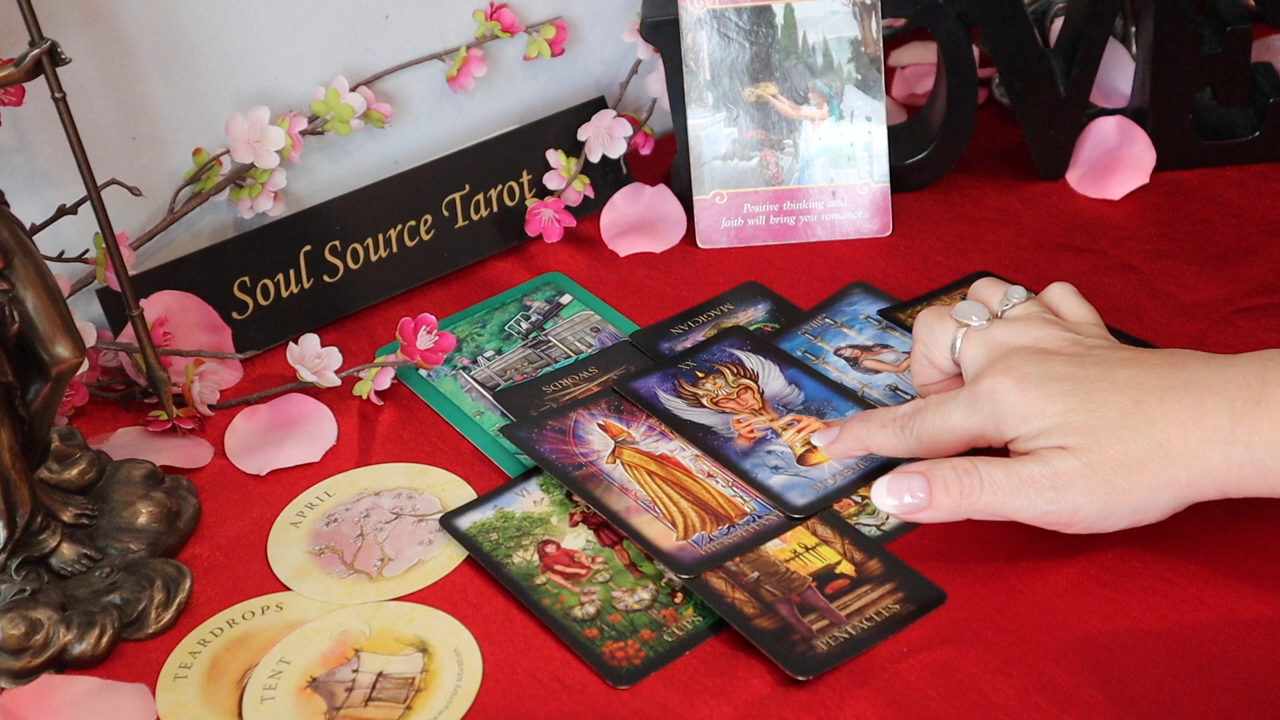 Soul Source Tarot
Positive thinking and
faith will bring you romance.
MAGICIAN
SWORDS
XX
VI
CUPS
PENTACLES
APRIL
TEARDROPS
TENT